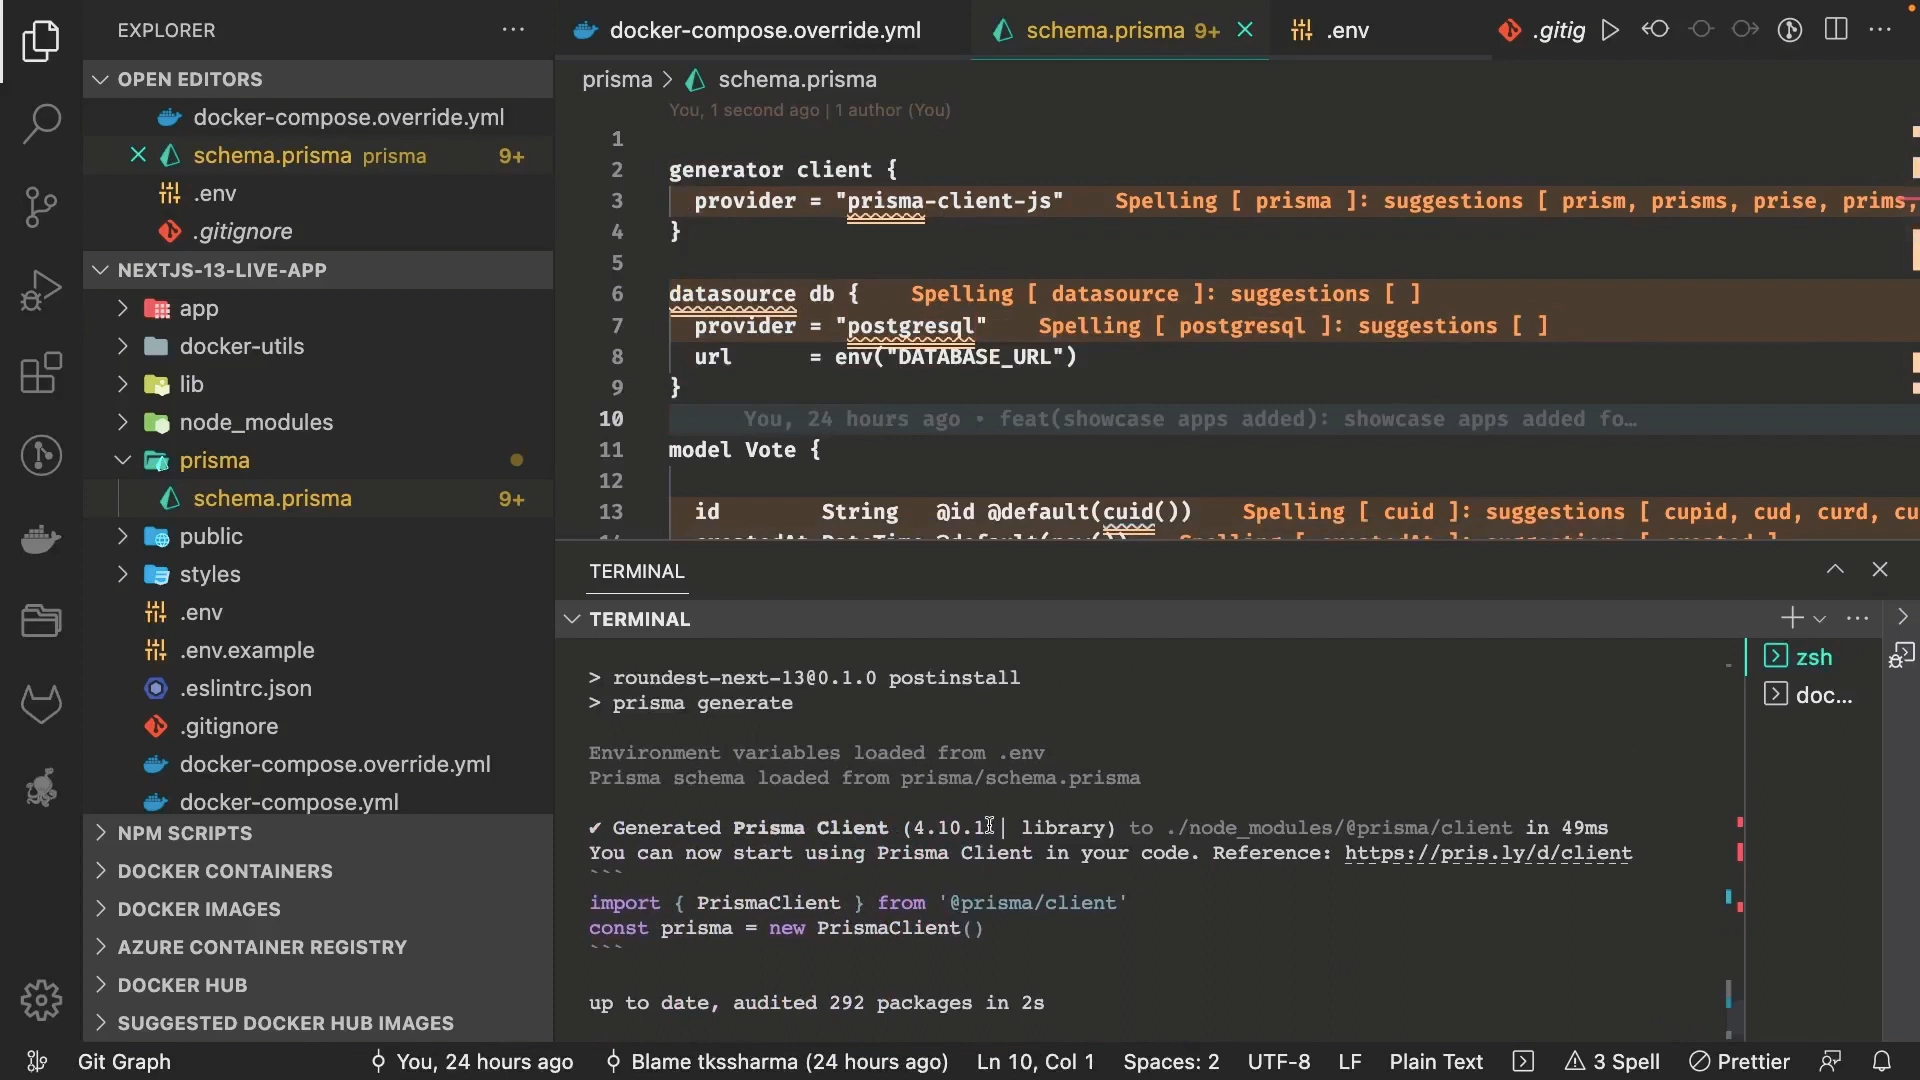 EXPLORER
docker-compose.override.yml
schema.prisma 9+
.env
.gitig
OPEN EDITORS
docker-compose.override.yml
schema.prisma prisma 9+
.env
.gitignore
NEXTJS-13-LIVE-APP
app
docker-utils
lib
node_modules
prisma
schema.prisma 9+
public
styles
.env
.env.example
.eslintrc.json
.gitignore
docker-compose.override.yml
docker-compose.yml
NPM SCRIPTS
DOCKER CONTAINERS
DOCKER IMAGES
AZURE CONTAINER REGISTRY
DOCKER HUB
SUGGESTED DOCKER HUB IMAGES
prisma > schema.prisma
You, 1 second ago | 1 author (You)
1
2 generator client {
3 provider = "prisma-client-js" Spelling [ prisma ]: suggestions [ prism, prisms, prise, prims,
4 }
5
6 datasource db { Spelling [ datasource ]: suggestions [ ]
7 provider = "postgresql" Spelling [ postgresql ]: suggestions [ ]
8 url = env("DATABASE_URL")
9 }
10 You, 24 hours ago • feat(showcase apps added): showcase apps added fo…
11 model Vote {
12
13 id String @id @default(cuid()) Spelling [ cuid ]: suggestions [ cupid, cud, curd, cu
TERMINAL
TERMINAL
zsh
doc...
> roundest-next-13@0.1.0 postinstall
> prisma generate
Environment variables loaded from .env
Prisma schema loaded from prisma/schema.prisma
✔ Generated Prisma Client (4.10.1 | library) to ./node_modules/@prisma/client in 49ms
You can now start using Prisma Client in your code. Reference: https://pris.ly/d/client
```
import { PrismaClient } from '@prisma/client'
const prisma = new PrismaClient()
```
up to date, audited 292 packages in 2s
Git Graph
You, 24 hours ago
Blame tkssharma (24 hours ago)
Ln 10, Col 1
Spaces: 2
UTF-8
LF
Plain Text
3 Spell
Prettier